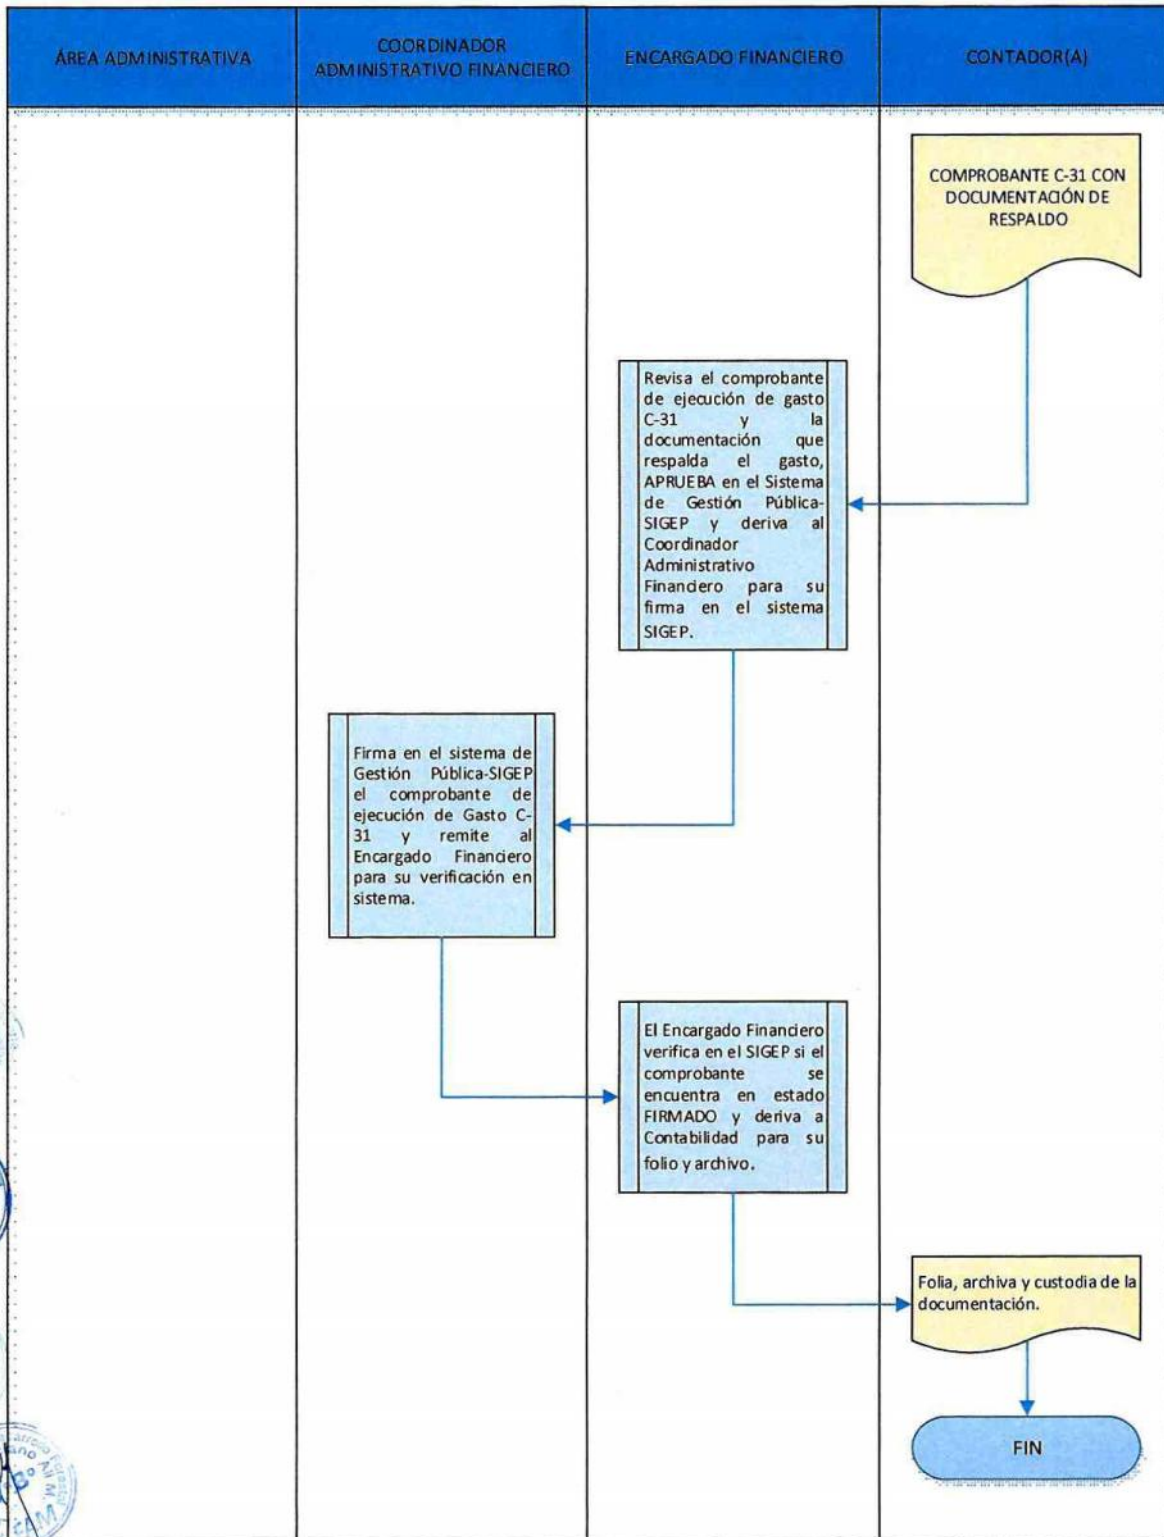 ÁREA ADMINISTRATIVA
COORDINADOR
ADMINISTRATIVO FINANCIERO
ENCARGADO FINANCIERO
CONTADOR(A)
COMPROBANTE C-31 CON
DOCUMENTACIÓN DE
RESPALDO
Revisa el comprobante
de ejecución de gasto
C-31 y la
documentación que
respalda el gasto,
APRUEBA en el Sistema
de Gestión Pública-
SIGEP y deriva al
Coordinador
Administrativo
Financiero para su
firma en el sistema
SIGEP.
Firma en el sistema de
Gestión Pública-SIGEP
el comprobante de
ejecución de Gasto C-
31 y remite al
Encargado Financiero
para su verificación en
sistema.
El Encargado Financiero
verifica en el SIGEP si el
comprobante se
encuentra en estado
FIRMADO y deriva a
Contabilidad para su
folio y archivo.
Folia, archiva y custodia de la
documentación.
FIN